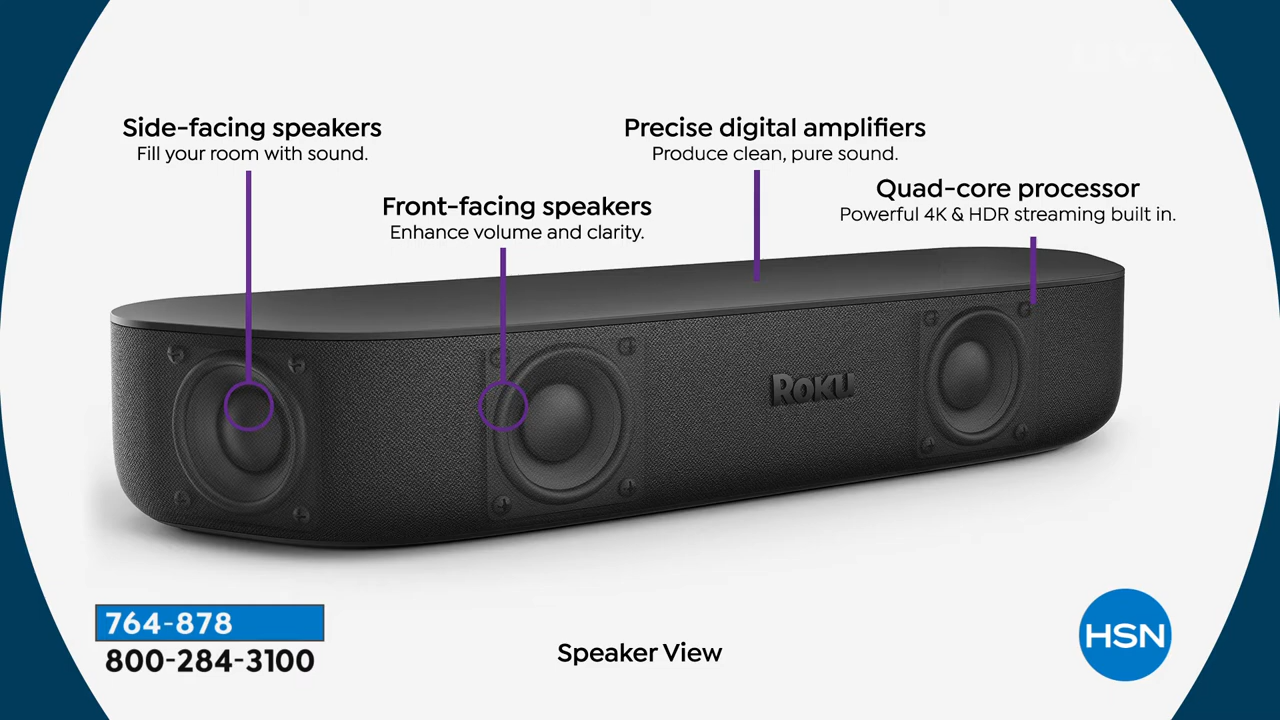 Side-facing speakers
Fill your room with sound.
Front-facing speakers
Enhance volume and clarity.
Precise digital amplifiers
Produce clean, pure sound.
Quad-core processor
Powerful 4K & HDR streaming built in.
ROKU
764-878
800-284-3100
Speaker View
HSN